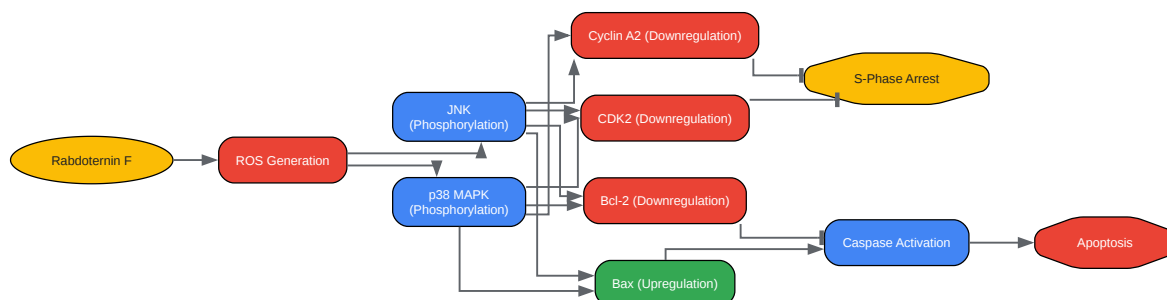 Cyclin A2 (Downregulation)
S-Phase Arrest
JNK
(Phosphorylation)
CDK2 (Downregulation)
Rabdoternin F
ROS Generation
p38 MAPK
(Phosphorylation)
Bcl-2 (Downregulation)
Caspase Activation
Apoptosis
Bax (Upregulation)